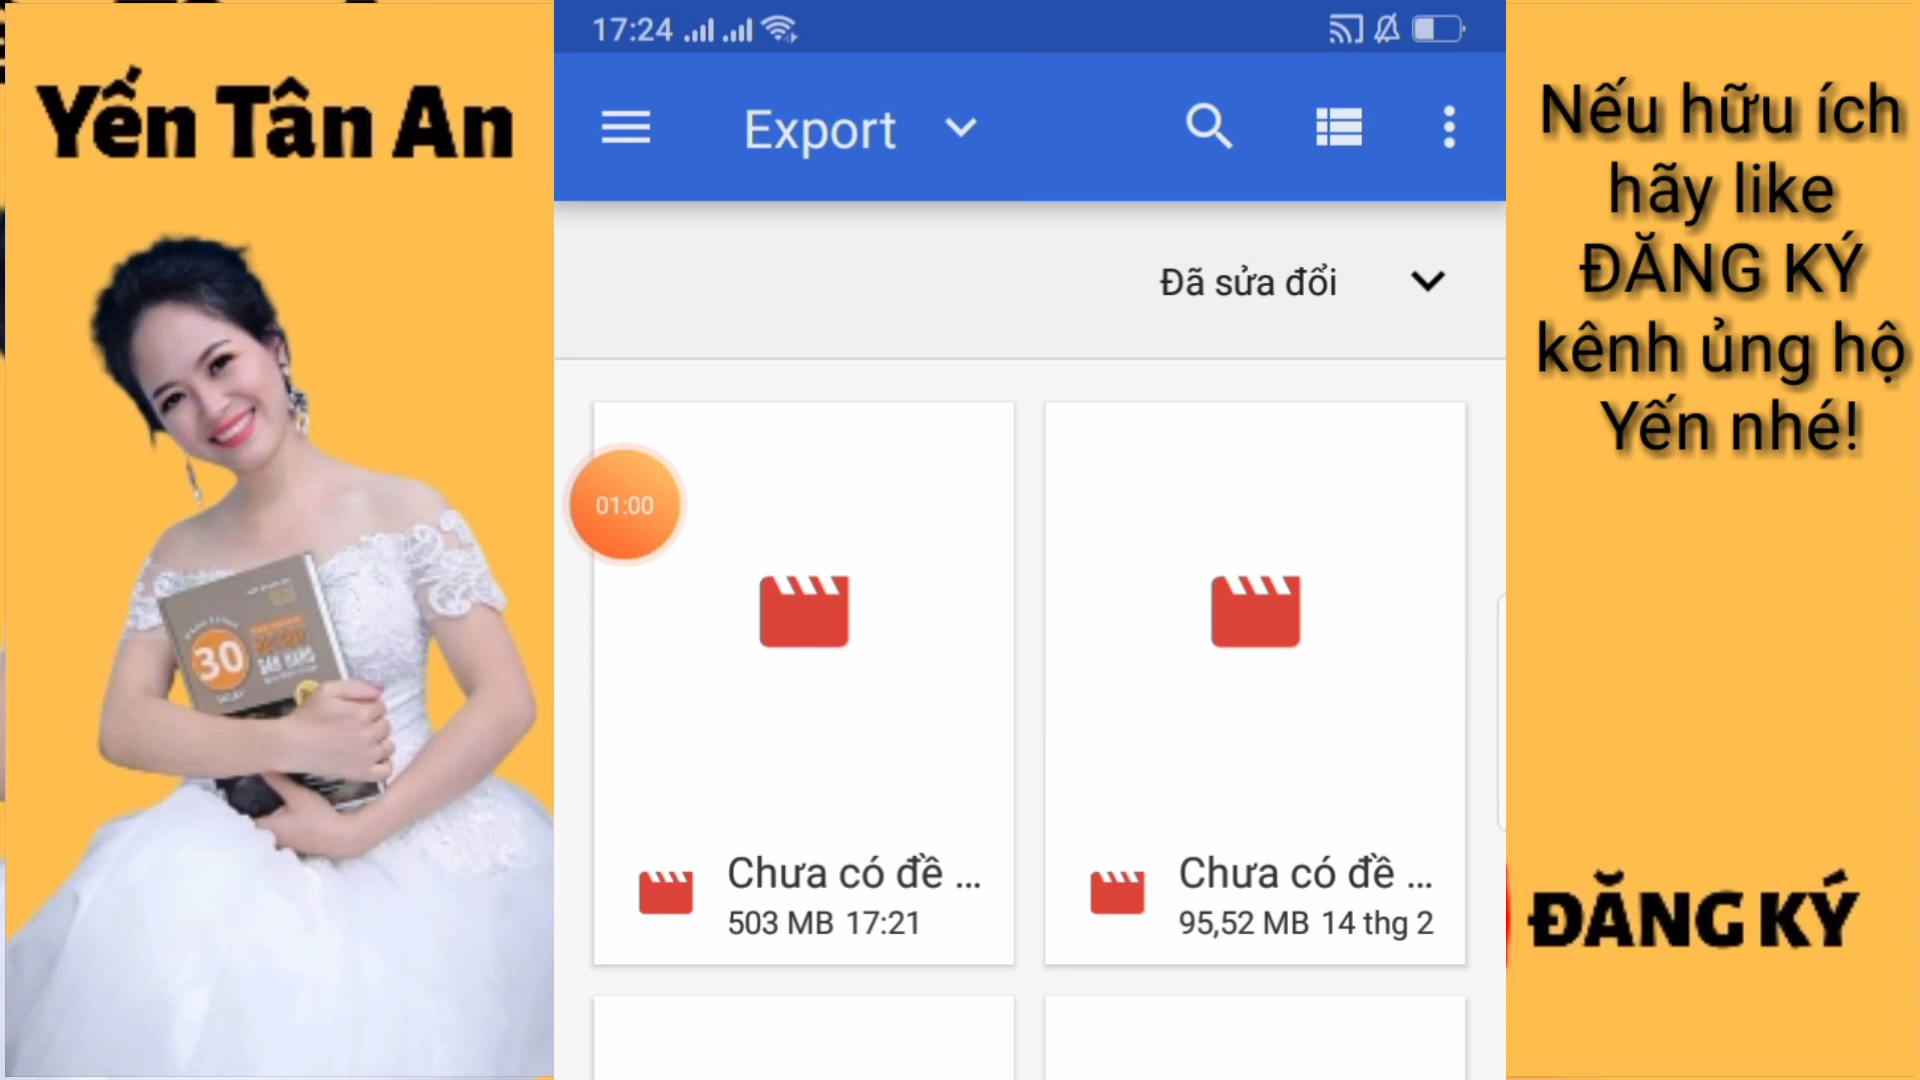 Yến Tân An
30
17:24
Export
Đã sửa đổi
01:00
Chưa có đề ...
503 MB 17:21
Chưa có đề ...
95,52 MB 14 thg 2
Nếu hữu ích
hãy like
ĐĂNG KÝ
kênh ủng hộ
Yến nhé!
ĐĂNG KÝ